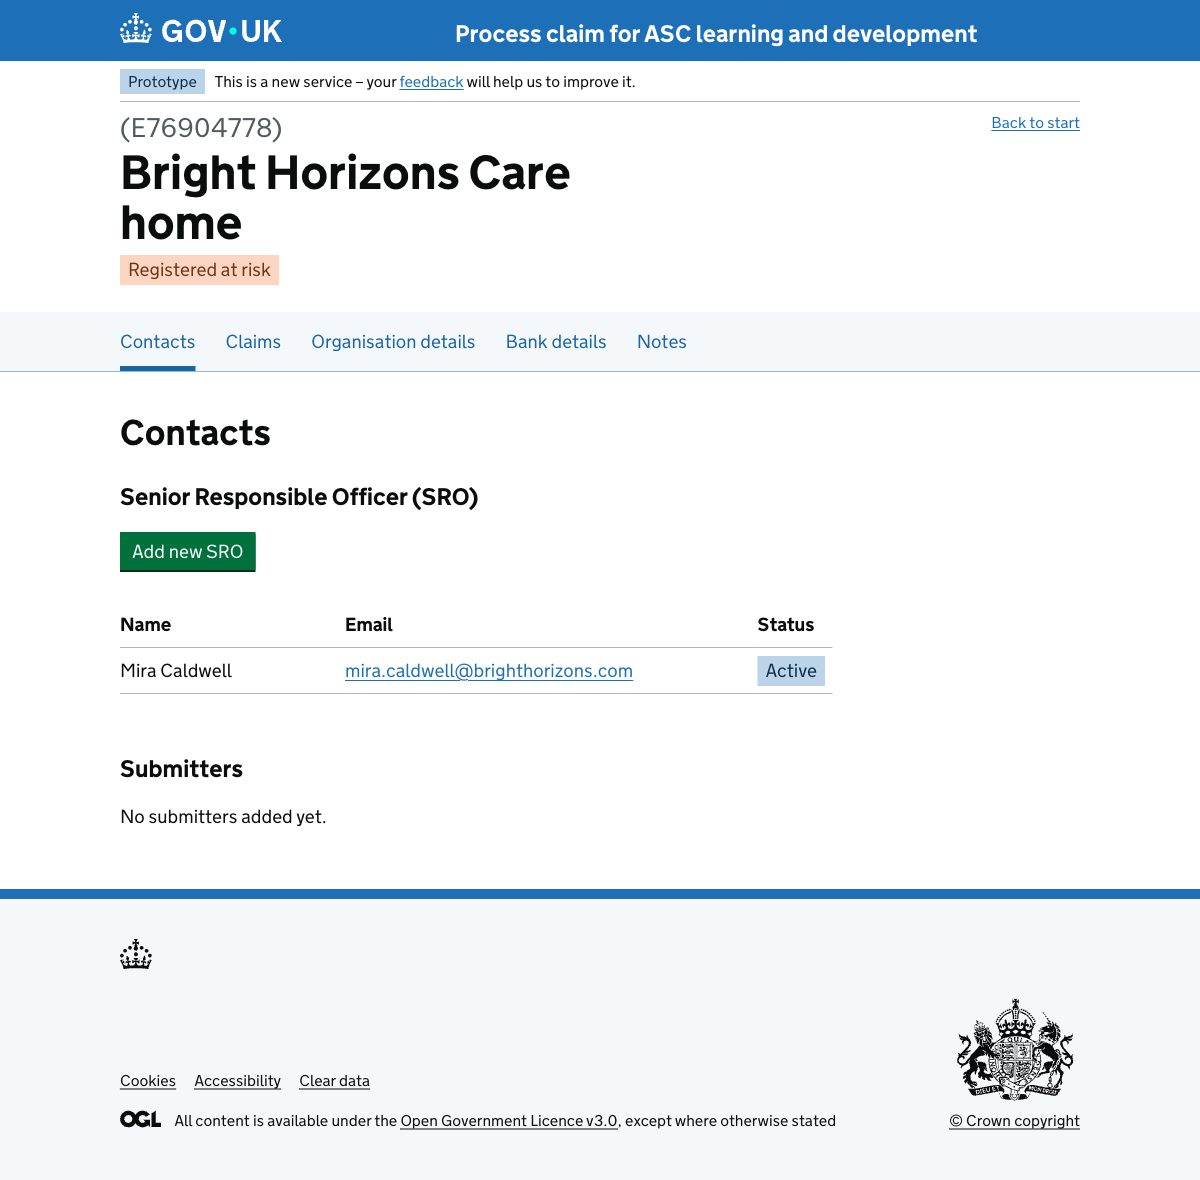 GOV·UK
Process claim for ASC learning and development
Prototype
This is a new service – your feedback will help us to improve it.
(E76904778)
Back to start
Bright Horizons Care
home
Registered at risk
Contacts
Claims
Organisation details
Bank details
Notes
Contacts
Senior Responsible Officer (SRO)
Add new SRO
Name
Email
Status
Mira Caldwell
mira.caldwell@brighthorizons.com
Active
Submitters
No submitters added yet.
Cookies
Accessibility
Clear data
OGL
All content is available under the Open Government Licence v3.0, except where otherwise stated
© Crown copyright